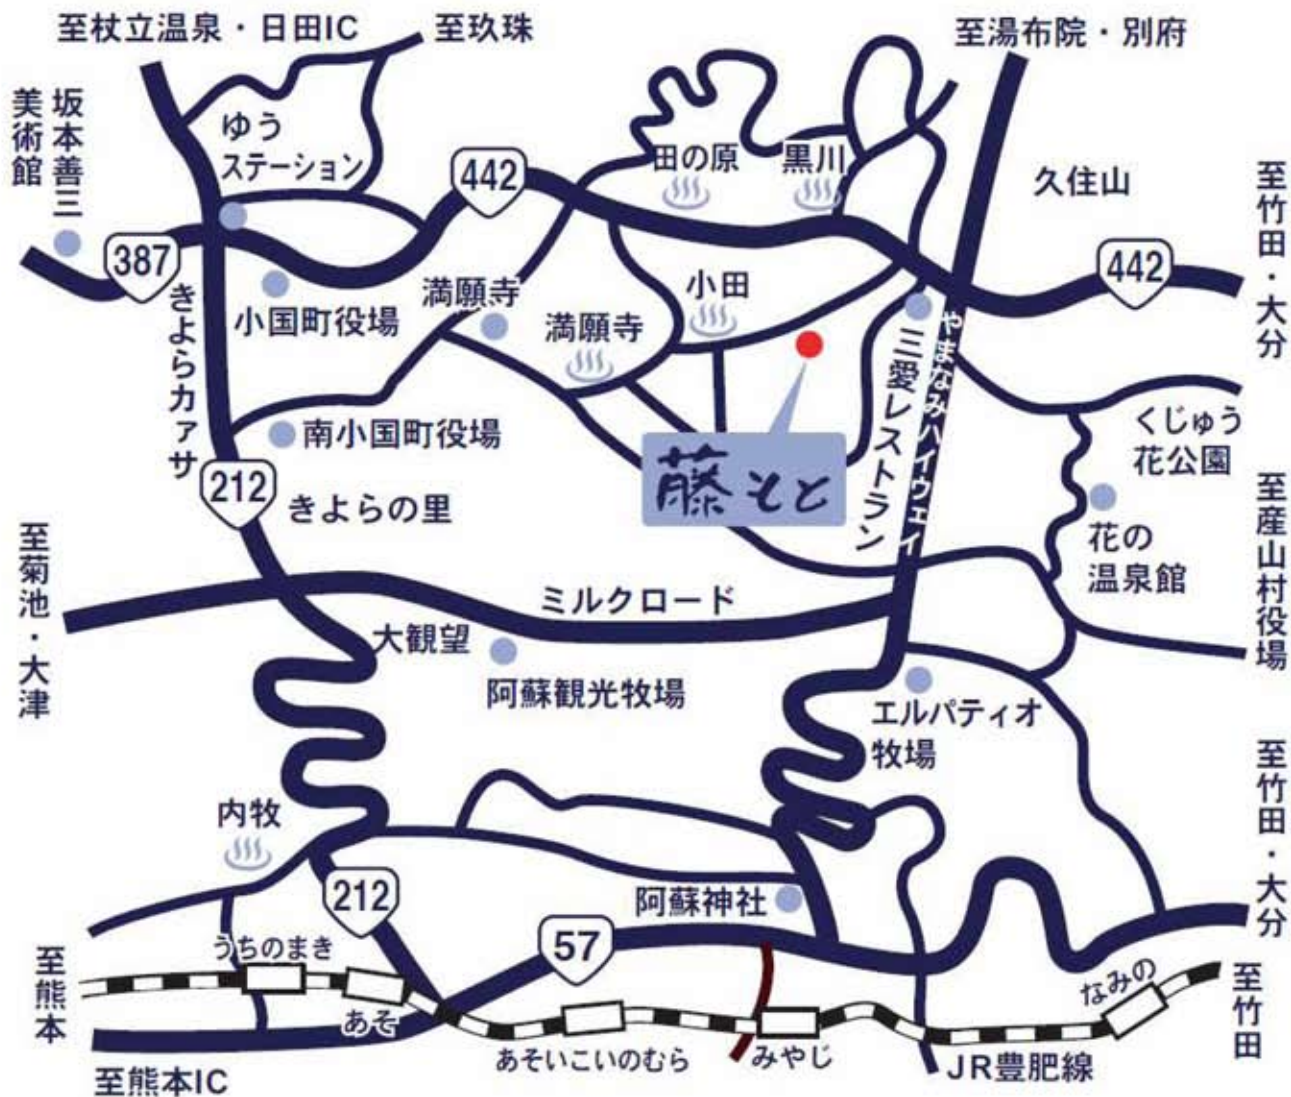 至杖立温泉・日田IC
至玖珠
至湯布院・別府
坂本善三
美術館
ゆう
ステーション
442
田の原
黒川
久住山
至竹田・大分
387
442
きよらカァサ
小国町役場
満願寺
満願寺
小田
三愛レストラン
やまなみハイウェイ
南小国町役場
藤もと
くじゅう
花公園
212
きよらの里
花の
温泉館
至産山村役場
至菊池・大津
ミルクロード
大観望
阿蘇観光牧場
エルパティオ
牧場
内牧
至竹田・大分
212
阿蘇神社
57
うちのまき
至熊本
あそ
あそいこいのむら
みやじ
なみの
至竹田
至熊本IC
JR豊肥線